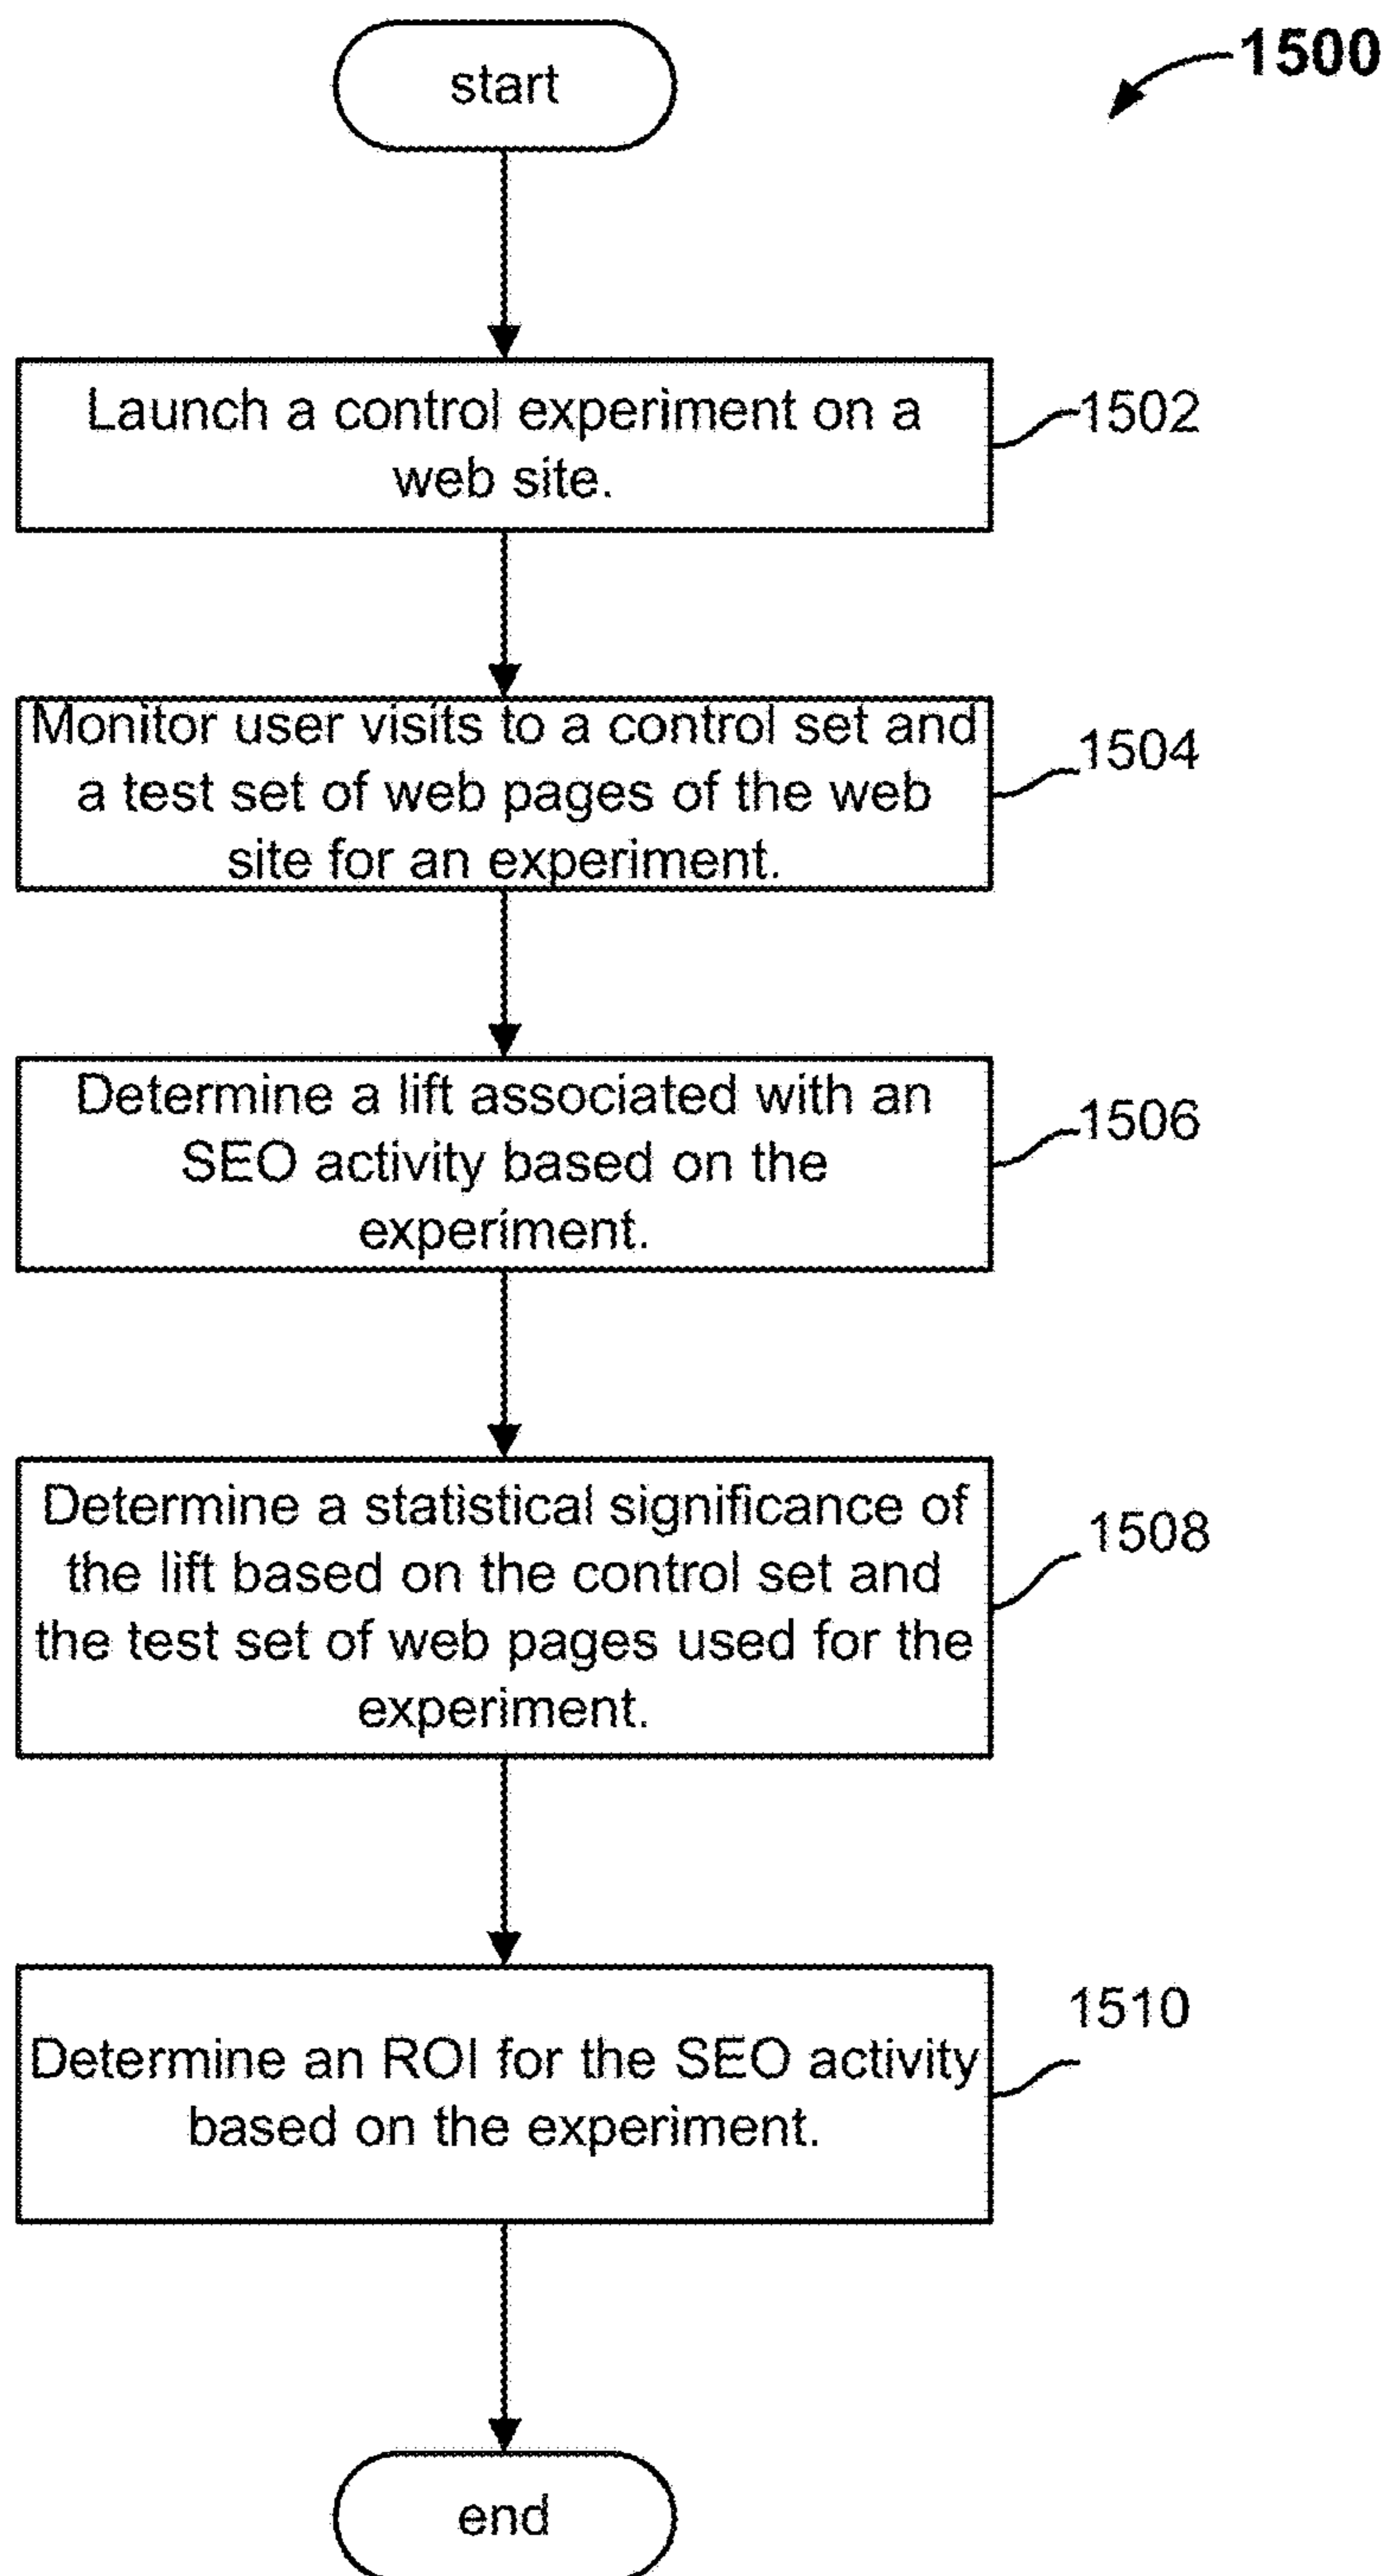 1500
start
Launch a control experiment on a
web site.
1502
Monitor user visits to a control set and
a test set of web pages of the web
site for an experiment.
1504
Determine a lift associated with an
SEO activity based on the
experiment.
1506
Determine a statistical significance of
the lift based on the control set and
the test set of web pages used for the
experiment.
1508
Determine an ROI for the SEO activity
based on the experiment.
1510
end